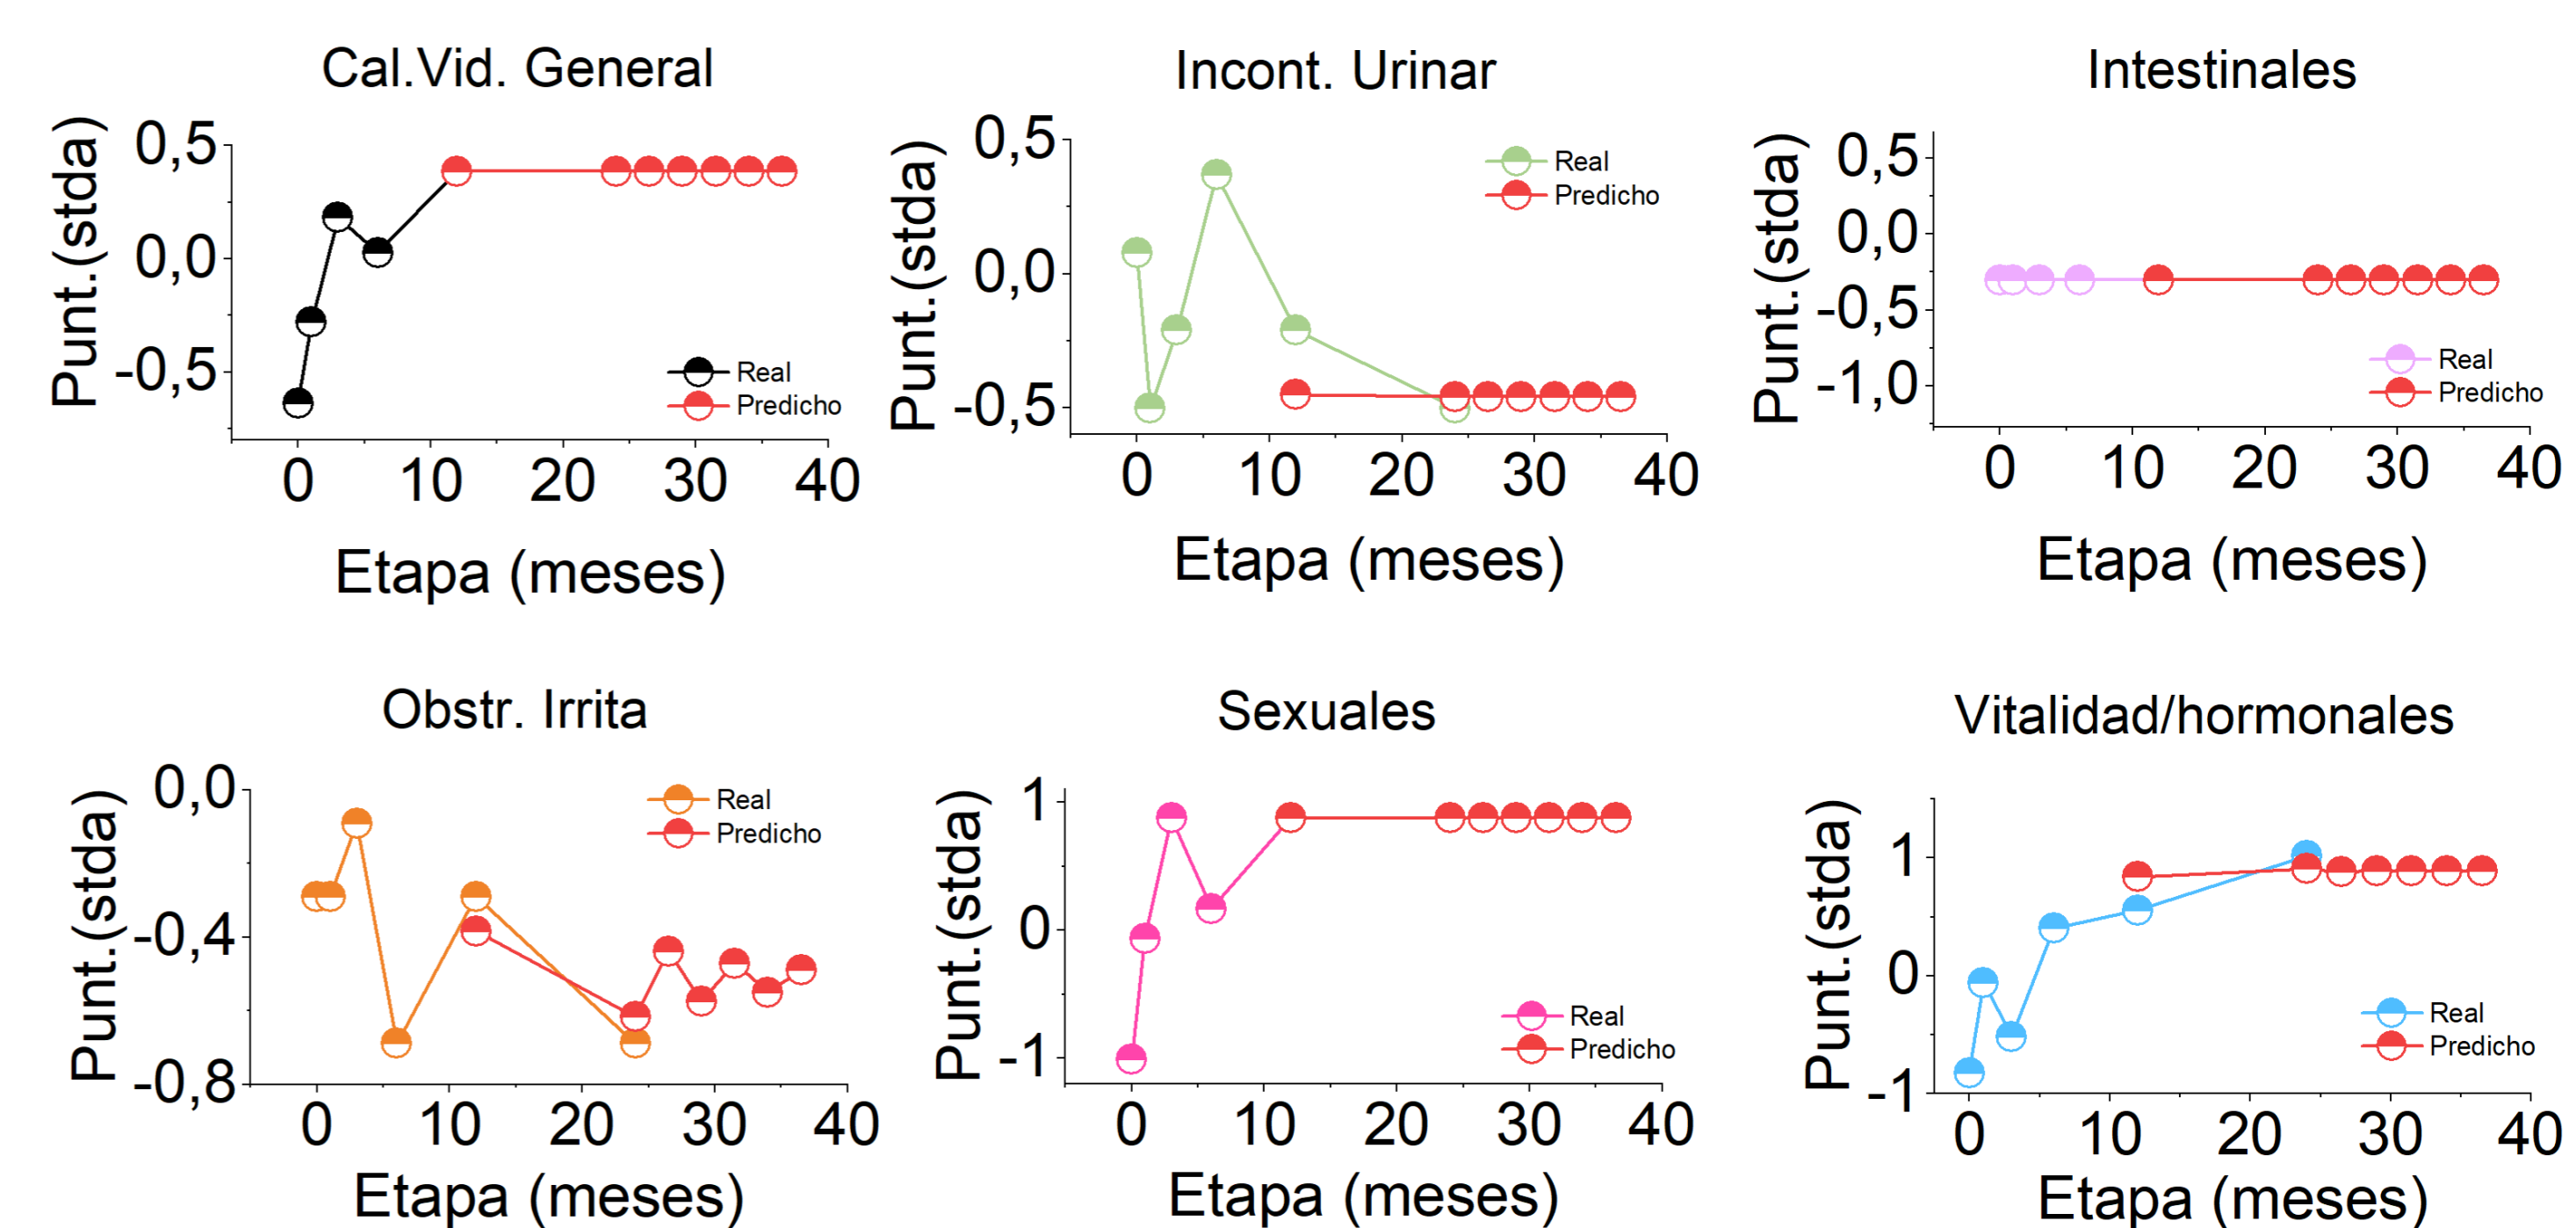 Cal.Vid. General
Punt.(stda)
0,5
0,0
-0,5
Real
Predicho
0 10 20 30 40
Etapa (meses)
Incont. Urinar
Punt.(stda)
0,5
0,0
-0,5
Real
Predicho
0 10 20 30 40
Etapa (meses)
Intestinales
Punt.(stda)
0,5
0,0
-0,5
-1,0
Real
Predicho
0 10 20 30 40
Etapa (meses)
Obstr. Irrita
Punt.(stda)
0,0
-0,4
-0,8
Real
Predicho
0 10 20 30 40
Etapa (meses)
Sexuales
Punt.(stda)
1
0
-1
Real
Predicho
0 10 20 30 40
Etapa (meses)
Vitalidad/hormonales
Punt.(stda)
1
0
-1
Real
Predicho
0 10 20 30 40
Etapa (meses)